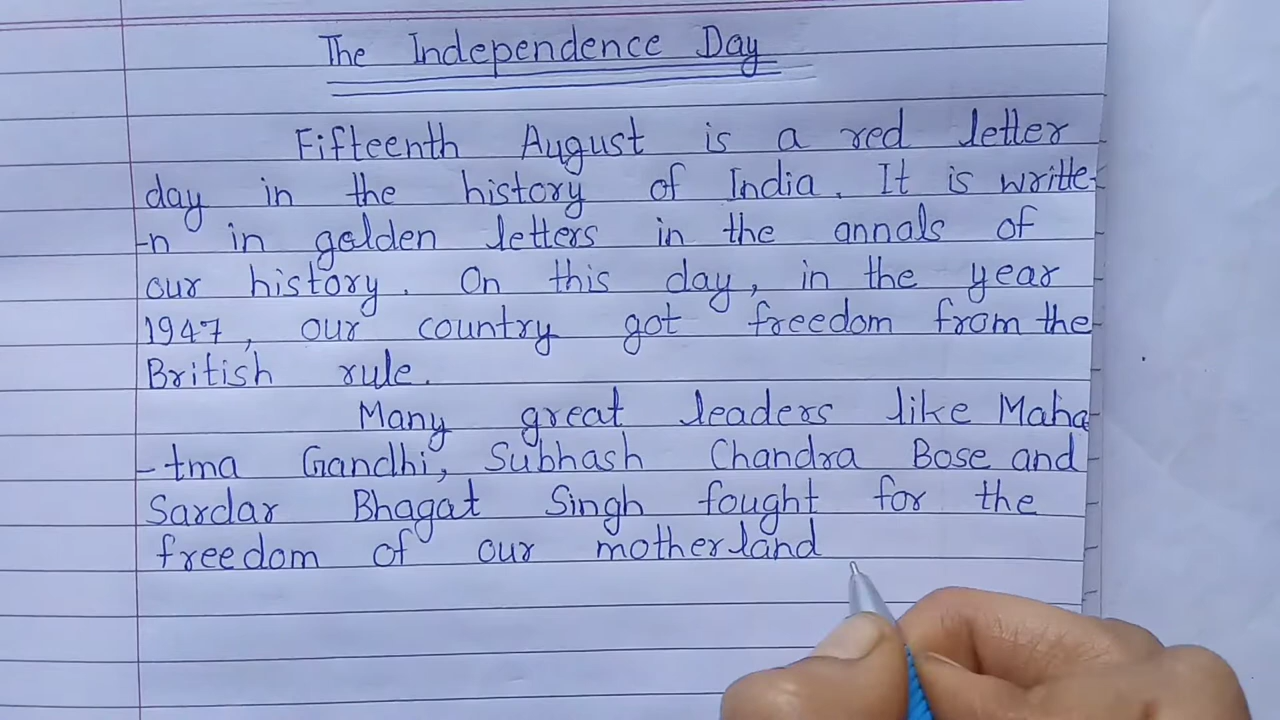 The Independence Day
Fifteenth August is a red letter
day in the history of India. It is writte-
-n in golden letters in the annals of
our history. On this day, in the year
1947, our country got freedom from the
British rule.
Many great leaders like Maha-
-tma Gandhi, Subhash Chandra Bose and
Sardar Bhagat Singh fought for the
freedom of our motherland